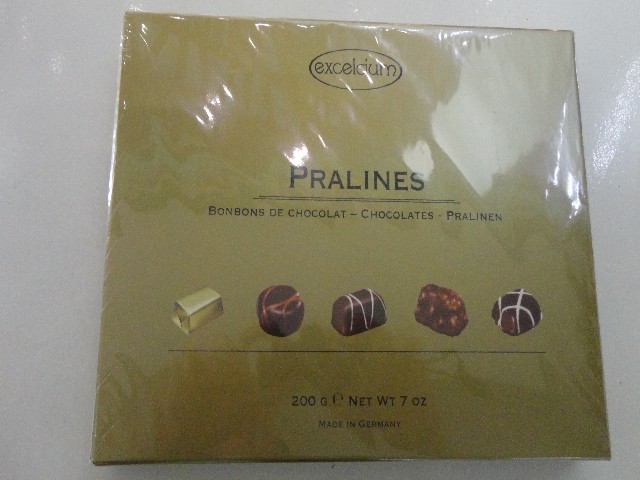 excelcium
PRALINES
BONBONS DE CHOCOLAT – CHOCOLATES - PRALINEN
200 G ℮ NET WT 7 OZ
MADE IN GERMANY